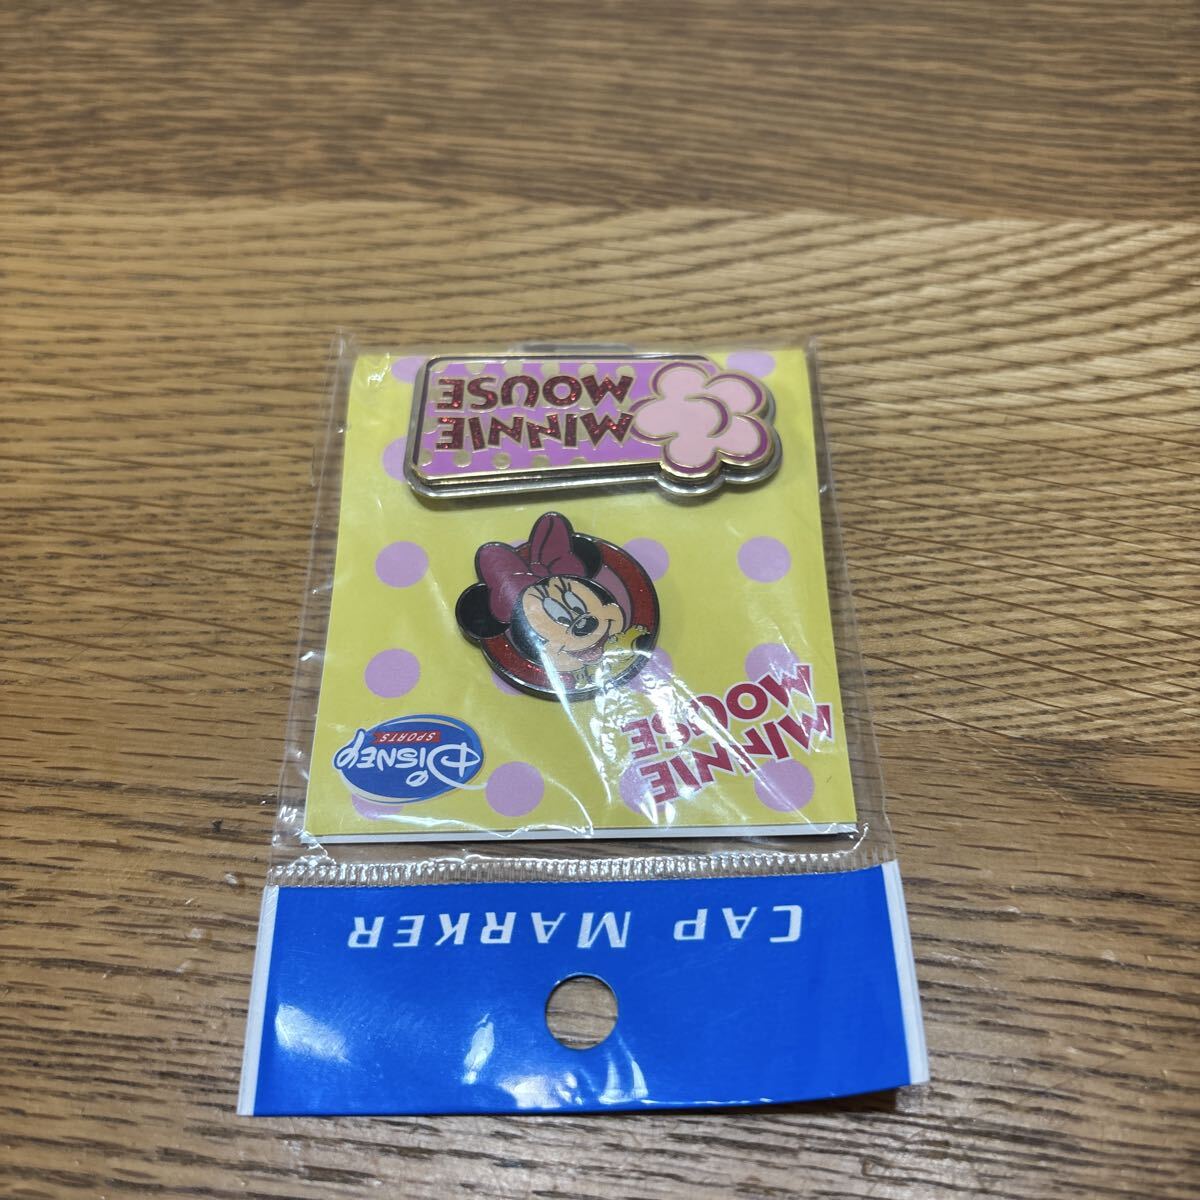 CAP MARKER
MINNIE
MOUSE
DISNEY
SPORTS
MINNIE
MOUSE